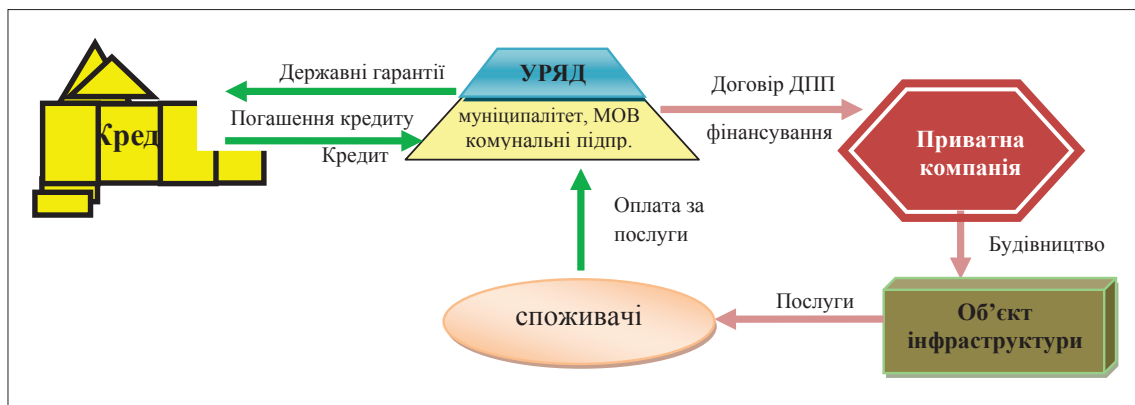 Державні гарантії
Погашення кредиту
Кредит
Кред
УРЯД
муніципалітет, МОВ
комунальні підпр.
Договір ДПП
фінансування
Приватна
компанія
Оплата за
послуги
Будівництво
споживачі
Послуги
Об’єкт
інфраструктури